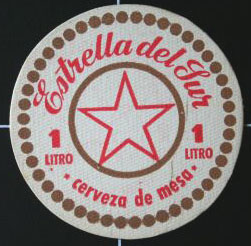 Estrella del Sur
1 LITRO
1 LITRO
cerveza de mesa